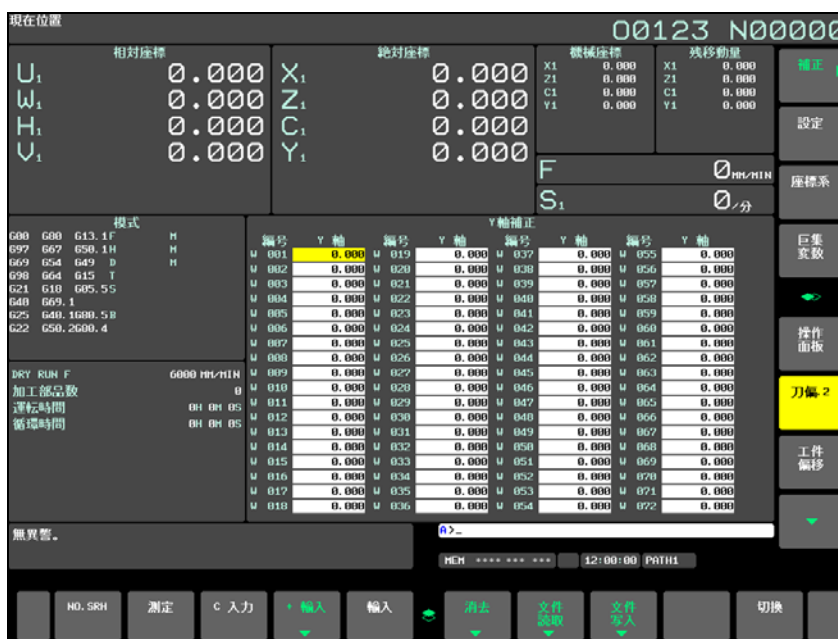 現在位置
O0123 N00000
相対座標
U1 0.000
W1 0.000
H1 0.000
V1 0.000
絶対座標
X1 0.000
Z1 0.000
C1 0.000
Y1 0.000
機械座標
X1 0.000
Z1 0.000
C1 0.000
Y1 0.000
残移動量
X1 0.000
Z1 0.000
C1 0.000
Y1 0.000
F 0MM/MIN
S1 0/分
模式
G00 G80 G13.1F M
G97 G67 G50.1H M
G69 G54 G49 D M
G98 G64 G15 T
G21 G18 G05.5S
G40 G69.1
G25 G40.1G80.5B
G22 G50.2G00.4
DRY RUN F 6000 MM/MIN
加工部品数 0
運転時間 0H 0M 0S
循環時間 0H 0M 0S
Y軸補正
編号 Y 軸 編号 Y 軸 編号 Y 軸 編号 Y 軸
W 001 0.000 W 019 0.000 W 037 0.000 W 055 0.000
W 002 0.000 W 020 0.000 W 038 0.000 W 056 0.000
W 003 0.000 W 021 0.000 W 039 0.000 W 057 0.000
W 004 0.000 W 022 0.000 W 040 0.000 W 058 0.000
W 005 0.000 W 023 0.000 W 041 0.000 W 059 0.000
W 006 0.000 W 024 0.000 W 042 0.000 W 060 0.000
W 007 0.000 W 025 0.000 W 043 0.000 W 061 0.000
W 008 0.000 W 026 0.000 W 044 0.000 W 062 0.000
W 009 0.000 W 027 0.000 W 045 0.000 W 063 0.000
W 010 0.000 W 028 0.000 W 046 0.000 W 064 0.000
W 011 0.000 W 029 0.000 W 047 0.000 W 065 0.000
W 012 0.000 W 030 0.000 W 048 0.000 W 066 0.000
W 013 0.000 W 031 0.000 W 049 0.000 W 067 0.000
W 014 0.000 W 032 0.000 W 050 0.000 W 068 0.000
W 015 0.000 W 033 0.000 W 051 0.000 W 069 0.000
W 016 0.000 W 034 0.000 W 052 0.000 W 070 0.000
W 017 0.000 W 035 0.000 W 053 0.000 W 071 0.000
W 018 0.000 W 036 0.000 W 054 0.000 W 072 0.000
無異警。
A>_
MEM **** *** *** 12:00:00 PATH1
補正
設定
座標系
巨集
変数
操作
面板
刀偏.2
工件
偏移
NO.SRH
測定
C 入力
+ 輸入
輸入
消去
文件
読取
文件
写入
切換